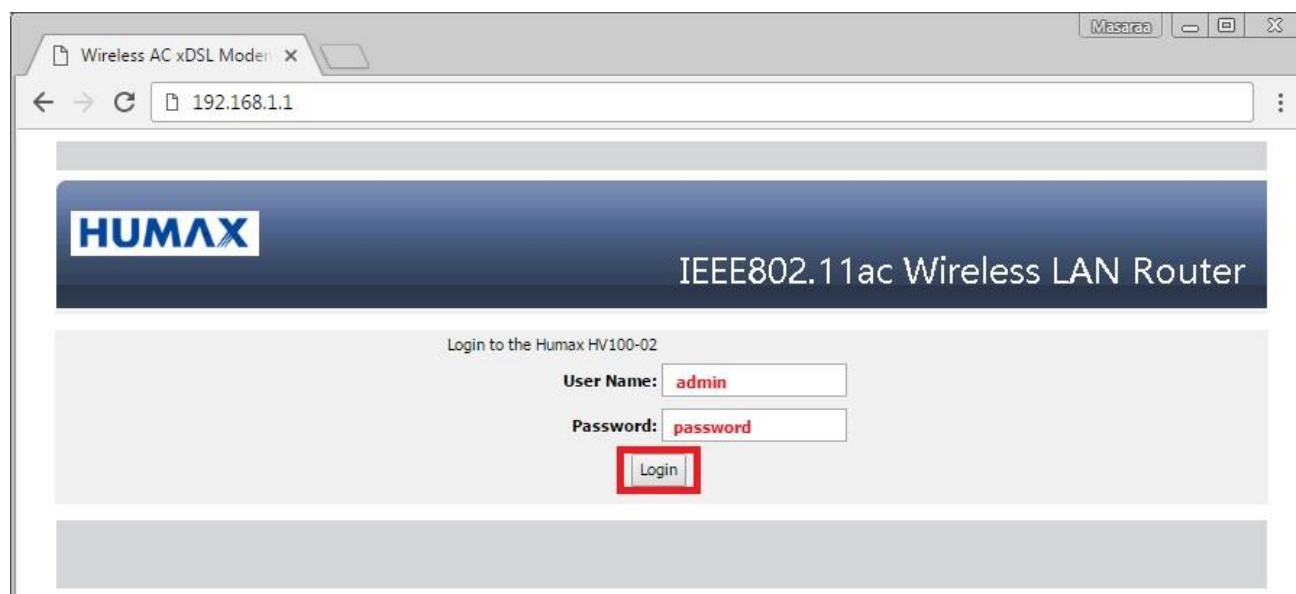 Masaraa
Wireless AC xDSL Moden
192.168.1.1
HUMAX
IEEE802.11ac Wireless LAN Router
Login to the Humax HV100-02
User Name: admin
Password: password
Login